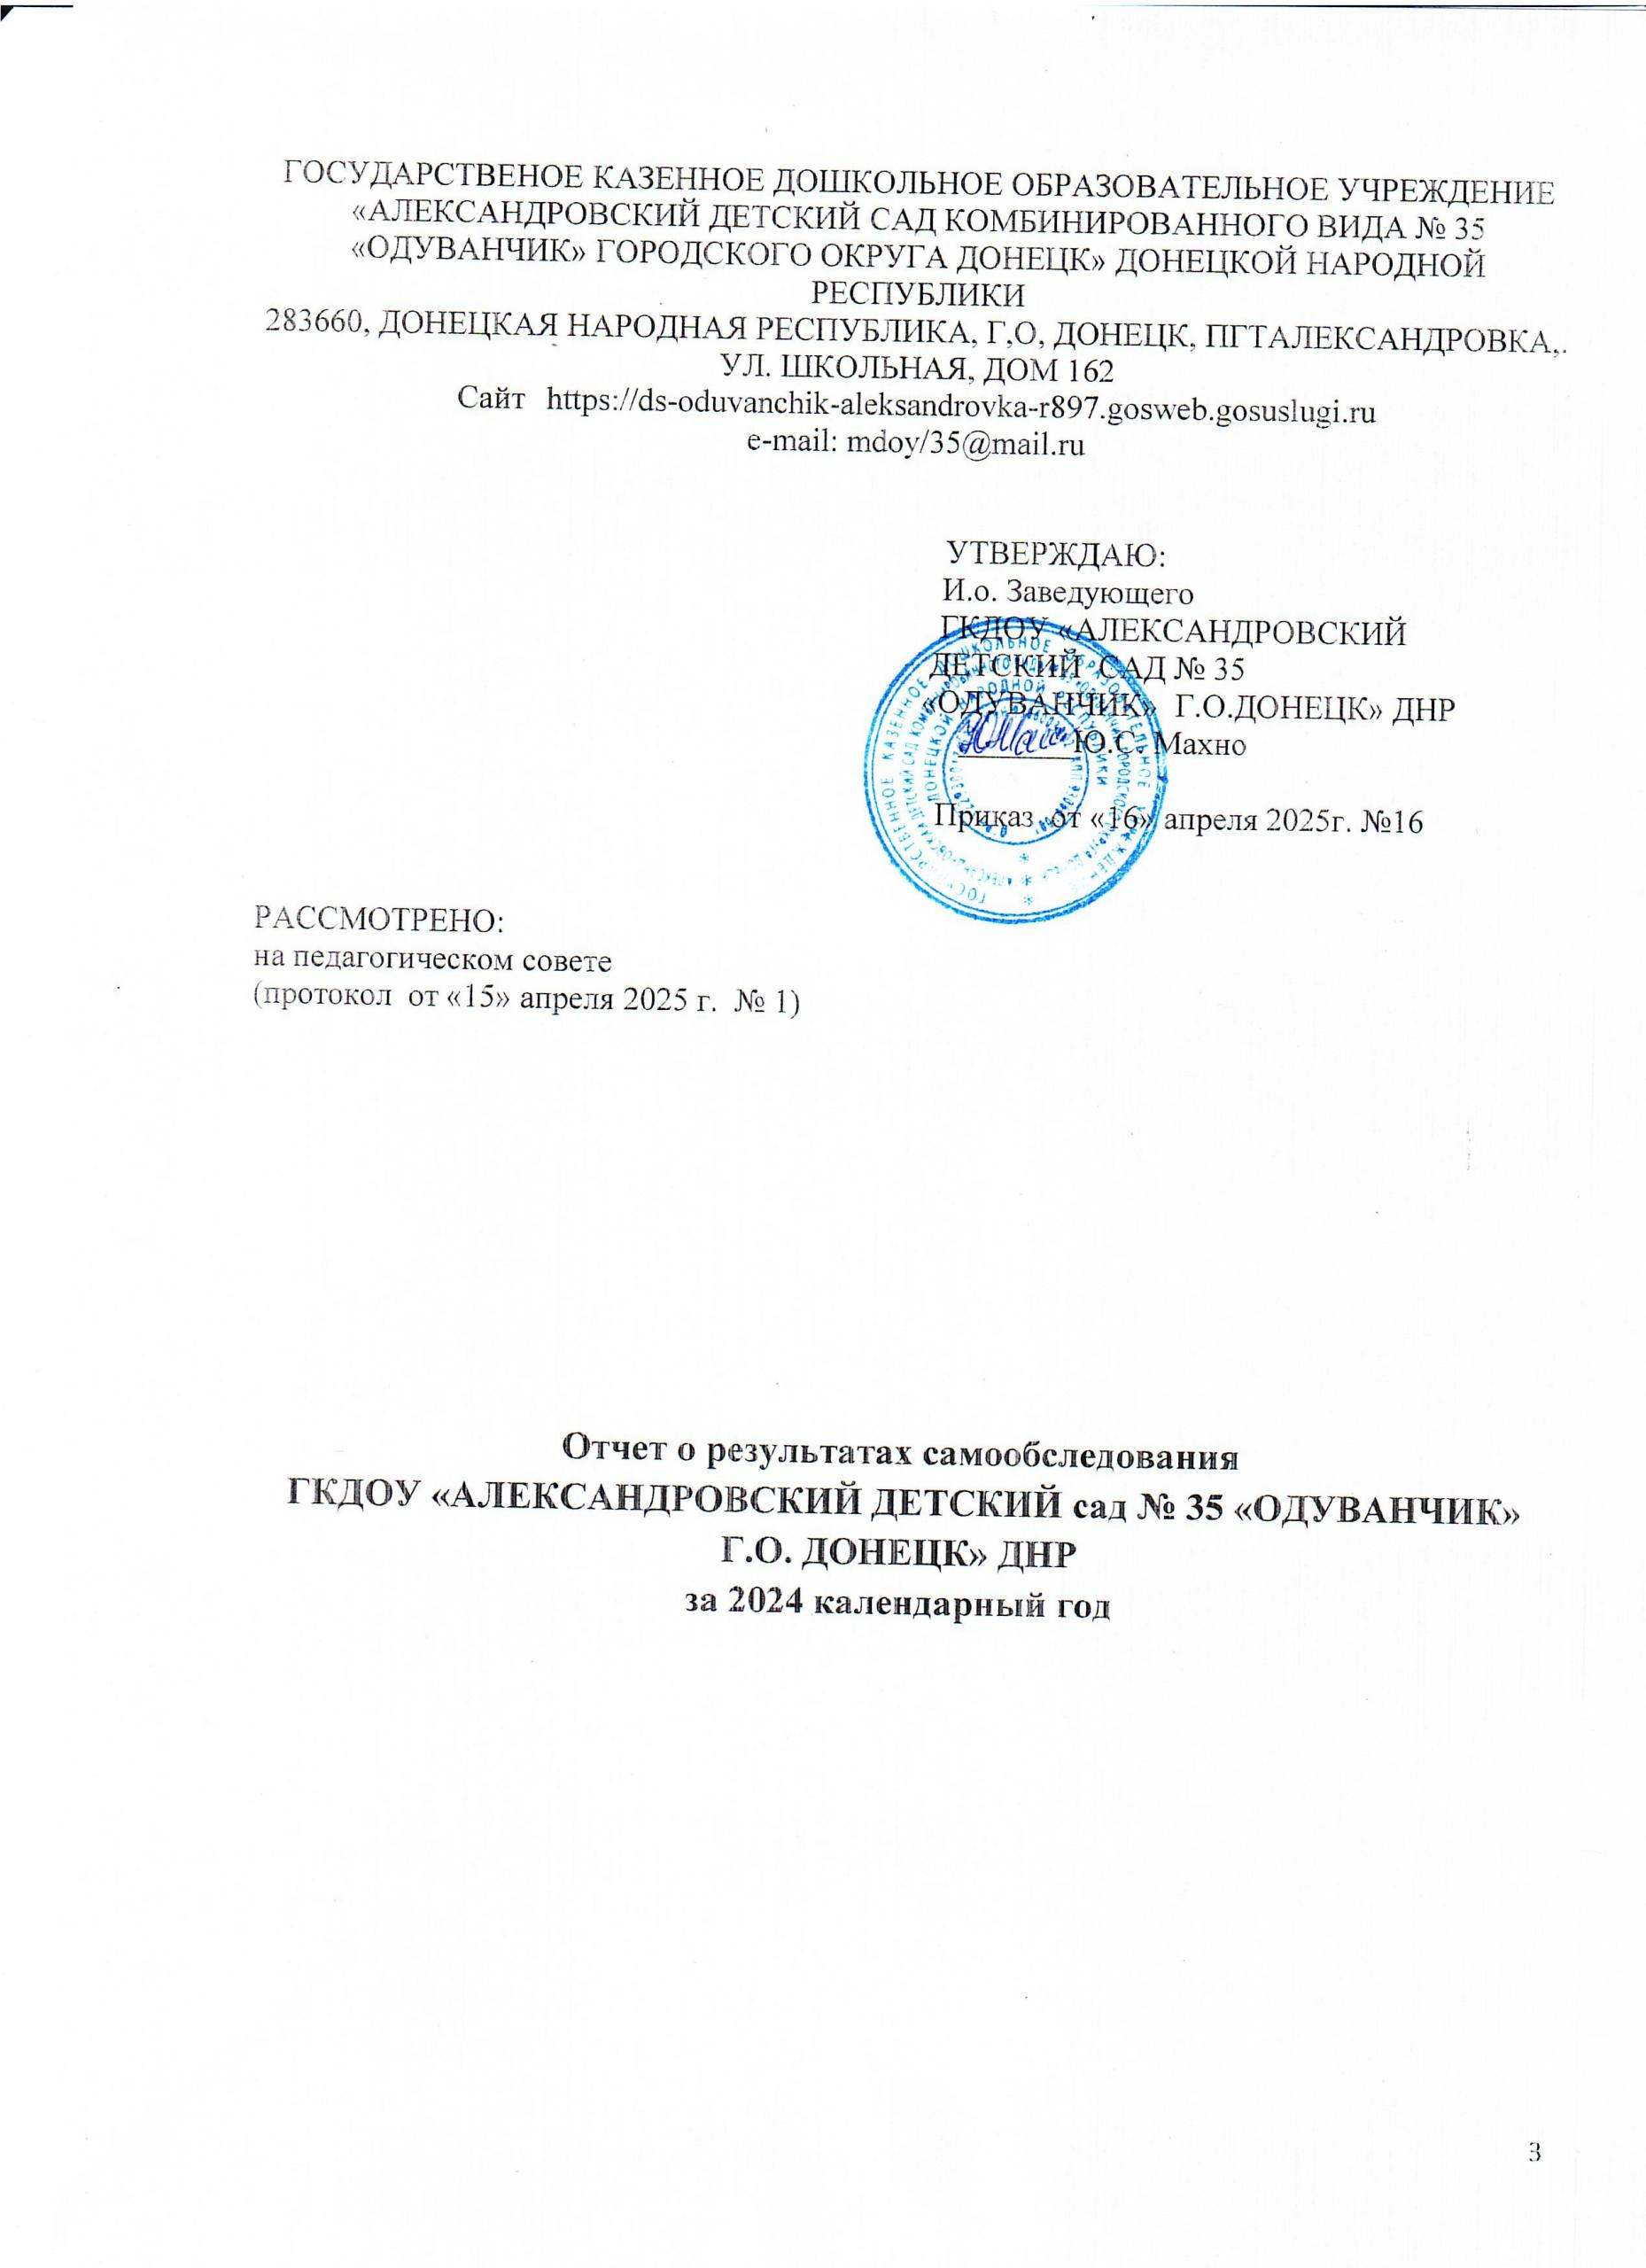 ГОСУДАРСТВЕНОЕ КАЗЕННОЕ ДОШКОЛЬНОЕ ОБРАЗОВАТЕЛЬНОЕ УЧРЕЖДЕНИЕ
«АЛЕКСАНДРОВСКИЙ ДЕТСКИЙ САД КОМБИНИРОВАННОГО ВИДА № 35
«ОДУВАНЧИК» ГОРОДСКОГО ОКРУГА ДОНЕЦК» ДОНЕЦКОЙ НАРОДНОЙ
РЕСПУБЛИКИ
283660, ДОНЕЦКАЯ НАРОДНАЯ РЕСПУБЛИКА, Г,О, ДОНЕЦК, ПГТАЛЕКСАНДРОВКА,.
УЛ. ШКОЛЬНАЯ, ДОМ 162
Сайт https://ds-oduvanchik-aleksandrovka-r897.gosweb.gosuslugi.ru
e-mail: mdoy/35@mail.ru
УТВЕРЖДАЮ:
И.о. Заведующего
ГКДОУ «АЛЕКСАНДРОВСКИЙ
ДЕТСКИЙ САД № 35
«ОДУВАНЧИК» Г.О.ДОНЕЦК» ДНР
Ю.С. Махно
Приказ от «16» апреля 2025г. №16
РАССМОТРЕНО:
на педагогическом совете
(протокол от «15» апреля 2025 г. № 1)
Отчет о результатах самообследования
ГКДОУ «АЛЕКСАНДРОВСКИЙ ДЕТСКИЙ сад № 35 «ОДУВАНЧИК»
Г.О. ДОНЕЦК» ДНР
за 2024 календарный год
3